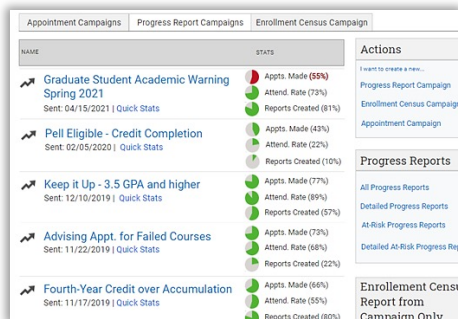 Appointment Campaigns
Progress Report Campaigns
Enrollment Census Campaign
NAME
STATS
Graduate Student Academic Warning
Spring 2021
Sent: 04/15/2021 | Quick Stats
Appts. Made (55%)
Attend. Rate (73%)
Reports Created (81%)
Pell Eligible - Credit Completion
Sent: 02/05/2020 | Quick Stats
Appts. Made (43%)
Attend. Rate (22%)
Reports Created (10%)
Keep it Up - 3.5 GPA and higher
Sent: 12/10/2019 | Quick Stats
Appts. Made (77%)
Attend. Rate (89%)
Reports Created (57%)
Advising Appt. for Failed Courses
Sent: 11/22/2019 | Quick Stats
Appts. Made (73%)
Attend. Rate (68%)
Reports Created (22%)
Fourth-Year Credit over Accumulation
Sent: 11/17/2019 | Quick Stats
Appts. Made (66%)
Attend. Rate (55%)
Reports Created (80%)
Actions
I want to create a new...
Progress Report Campaign
Enrollment Census Campaign
Appointment Campaign
Progress Reports
All Progress Reports
Detailed Progress Reports
At-Risk Progress Reports
Detailed At-Risk Progress Re
Enrollement Censu
Report from
Campaign Only